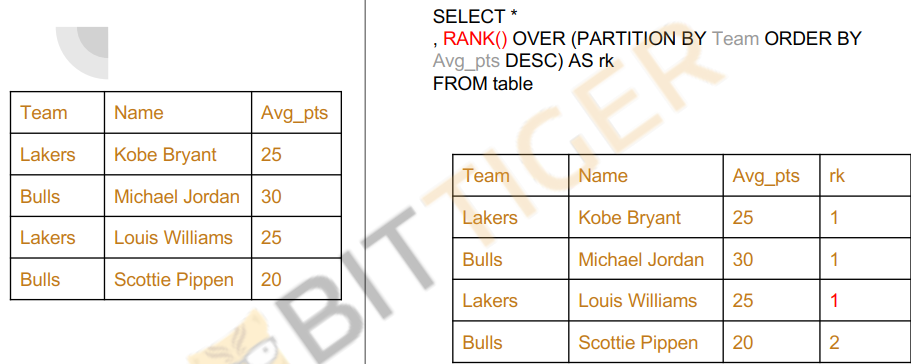 SELECT *
, RANK() OVER (PARTITION BY Team ORDER BY
Avg_pts DESC) AS rk
FROM table
Team Name Avg_pts
Lakers Kobe Bryant 25
Bulls Michael Jordan 30
Lakers Louis Williams 25
Bulls Scottie Pippen 20
Team Name Avg_pts rk
Lakers Kobe Bryant 25 1
Bulls Michael Jordan 30 1
Lakers Louis Williams 25 1
Bulls Scottie Pippen 20 2
BITTIGER